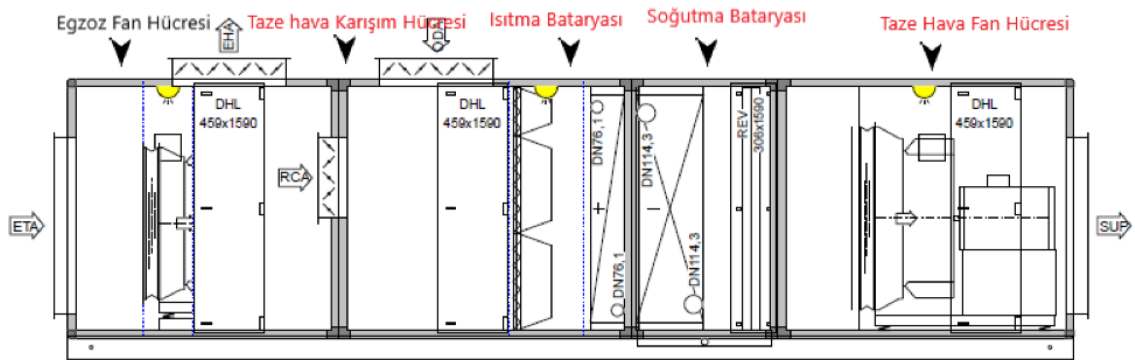 Egzoz Fan Hücresi
Taze hava Karışım Hücresi
Isıtma Bataryası
Soğutma Bataryası
Taze Hava Fan Hücresi
EHA
ODA
DHL
459x1590
DHL
459x1590
DN76,1
DN114,3
REV
306x1590
DHL
459x1590
RCA
ETA
+
-
SUP
DN76,1
DN114,3